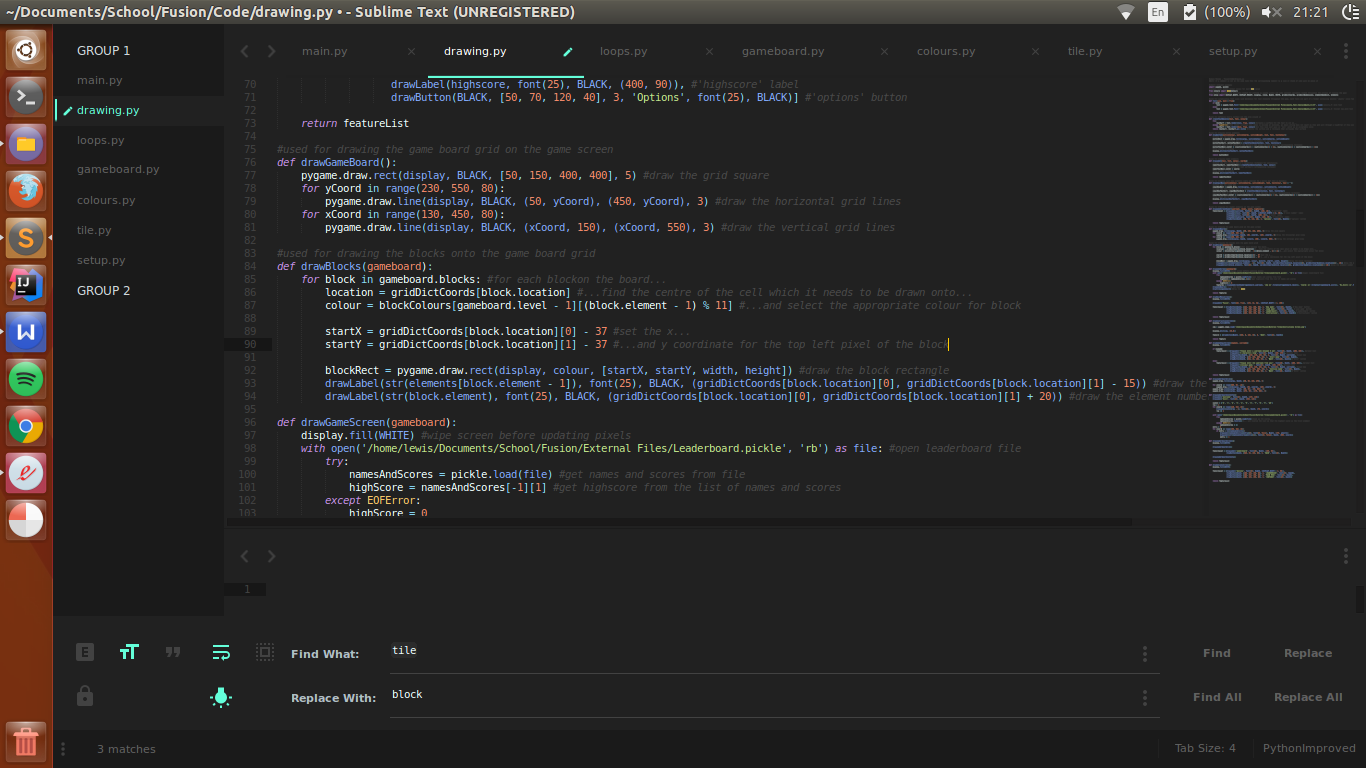 ~/Documents/School/Fusion/Code/drawing.py • - Sublime Text (UNREGISTERED)
En (100%) 21:21
GROUP 1
main.py
drawing.py
loops.py
gameboard.py
colours.py
tile.py
setup.py
GROUP 2
main.py × drawing.py loops.py × gameboard.py × colours.py × tile.py × setup.py ×
70 drawLabel(highscore, font(25), BLACK, (400, 90)), #'highscore' label
71 drawButton(BLACK, [50, 70, 120, 40], 3, 'Options', font(25), BLACK)] #'options' button
72
73 return featureList
74
75 #used for drawing the game board grid on the game screen
76 def drawGameBoard():
77 pygame.draw.rect(display, BLACK, [50, 150, 400, 400], 5) #draw the grid square
78 for yCoord in range(230, 550, 80):
79 pygame.draw.line(display, BLACK, (50, yCoord), (450, yCoord), 3) #draw the horizontal grid lines
80 for xCoord in range(130, 450, 80):
81 pygame.draw.line(display, BLACK, (xCoord, 150), (xCoord, 550), 3) #draw the vertical grid lines
82
83 #used for drawing the blocks onto the game board grid
84 def drawBlocks(gameboard):
85 for block in gameboard.blocks: #for each blockon the board...
86 location = gridDictCoords[block.location] #...find the centre of the cell which it needs to be drawn onto...
87 colour = blockColours[gameboard.level - 1][(block.element - 1) % 11] #...and select the appropriate colour for block
88
89 startX = gridDictCoords[block.location][0] - 37 #set the x...
90 startY = gridDictCoords[block.location][1] - 37 #...and y coordinate for the top left pixel of the block
91
92 blockRect = pygame.draw.rect(display, colour, [startX, startY, width, height]) #draw the block rectangle
93 drawLabel(str(elements[block.element - 1]), font(25), BLACK, (gridDictCoords[block.location][0], gridDictCoords[block.location][1] - 15)) #draw the
94 drawLabel(str(block.element), font(25), BLACK, (gridDictCoords[block.location][0], gridDictCoords[block.location][1] + 20)) #draw the element numbe
95
96 def drawGameScreen(gameboard):
97 display.fill(WHITE) #wipe screen before updating pixels
98 with open('/home/lewis/Documents/School/Fusion/External Files/Leaderboard.pickle', 'rb') as file: #open leaderboard file
99 try:
100 namesAndScores = pickle.load(file) #get names and scores from file
101 highScore = namesAndScores[-1][1] #get highscore from the list of names and scores
102 except EOFError:
103 highScore = 0
1
Find What: tile Find Replace
Replace With: block Find All Replace All
3 matches Tab Size: 4 PythonImproved